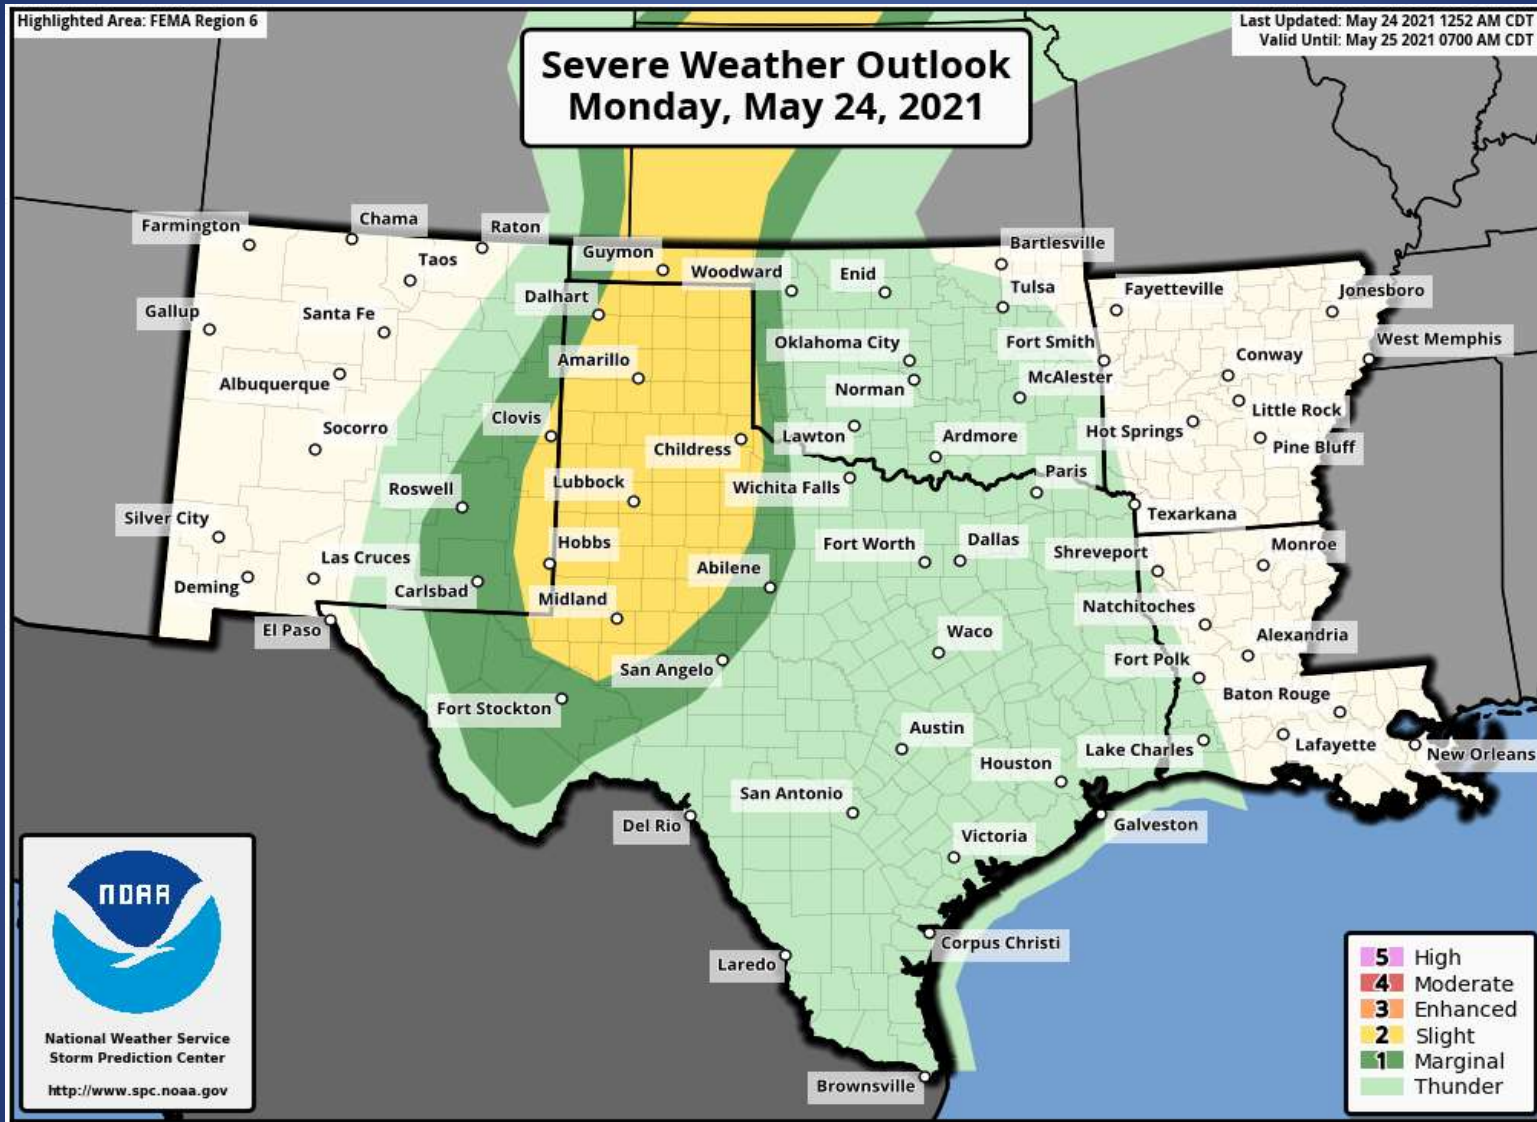 Highlighted Area: FEMA Region 6
Last Updated: May 24 2021 1252 AM CDT
Valid Until: May 25 2021 0700 AM CDT
Severe Weather Outlook
Monday, May 24, 2021
Farmington
Chama
Raton
Taos
Guymon
Woodward
Enid
Bartlesville
Gallup
Santa Fe
Dalhart
Tulsa
Fayetteville
Jonesboro
Albuquerque
Amarillo
Oklahoma City
Fort Smith
Conway
West Memphis
Norman
McAlester
Socorro
Clovis
Childress
Lawton
Ardmore
Hot Springs
Little Rock
Pine Bluff
Roswell
Lubbock
Wichita Falls
Paris
Silver City
Texarkana
Las Cruces
Hobbs
Fort Worth
Dallas
Shreveport
Monroe
Deming
Carlsbad
Midland
Abilene
Natchitoches
El Paso
San Angelo
Waco
Fort Polk
Alexandria
Fort Stockton
Baton Rouge
Austin
Houston
Lake Charles
Lafayette
New Orleans
San Antonio
Del Rio
Victoria
Galveston
Corpus Christi
Laredo
Brownsville
NOAA
National Weather Service
Storm Prediction Center
http://www.spc.noaa.gov
5 High
4 Moderate
3 Enhanced
2 Slight
1 Marginal
Thunder